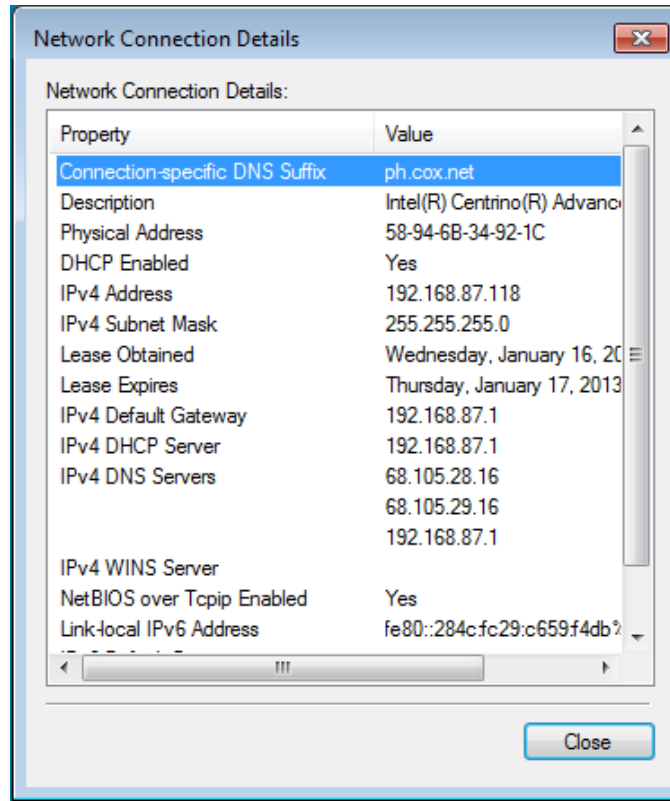 Network Connection Details
Network Connection Details:
Property Value
Connection-specific DNS Suffix ph.cox.net
Description Intel(R) Centrino(R) Advanc
Physical Address 58-94-6B-34-92-1C
DHCP Enabled Yes
IPv4 Address 192.168.87.118
IPv4 Subnet Mask 255.255.255.0
Lease Obtained Wednesday, January 16, 20
Lease Expires Thursday, January 17, 2013
IPv4 Default Gateway 192.168.87.1
IPv4 DHCP Server 192.168.87.1
IPv4 DNS Servers 68.105.28.16
68.105.29.16
192.168.87.1
IPv4 WINS Server
NetBIOS over Tcpip Enabled Yes
Link-local IPv6 Address fe80::284c:fc29:c659:f4db%
Close